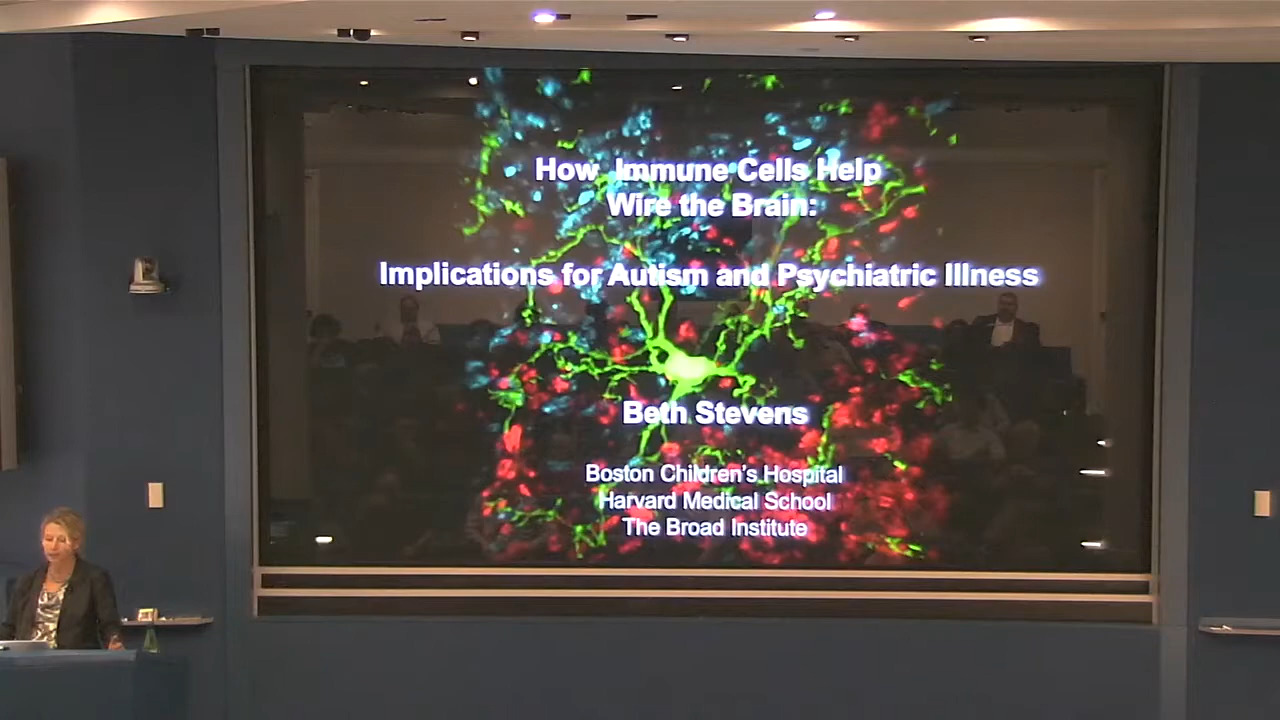 How Immune Cells Help
Wire the Brain:
Implications for Autism and Psychiatric Illness
Beth Stevens
Boston Children's Hospital
Harvard Medical School
The Broad Institute